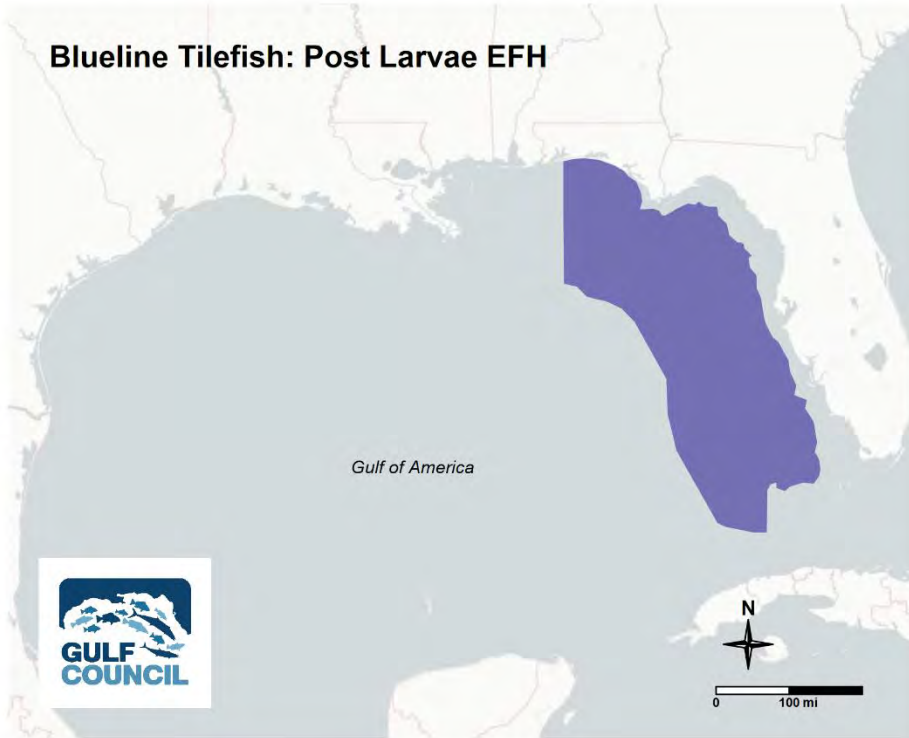 Blueline Tilefish: Post Larvae EFH
Gulf of America
GULF
COUNCIL
N
0 100 mi